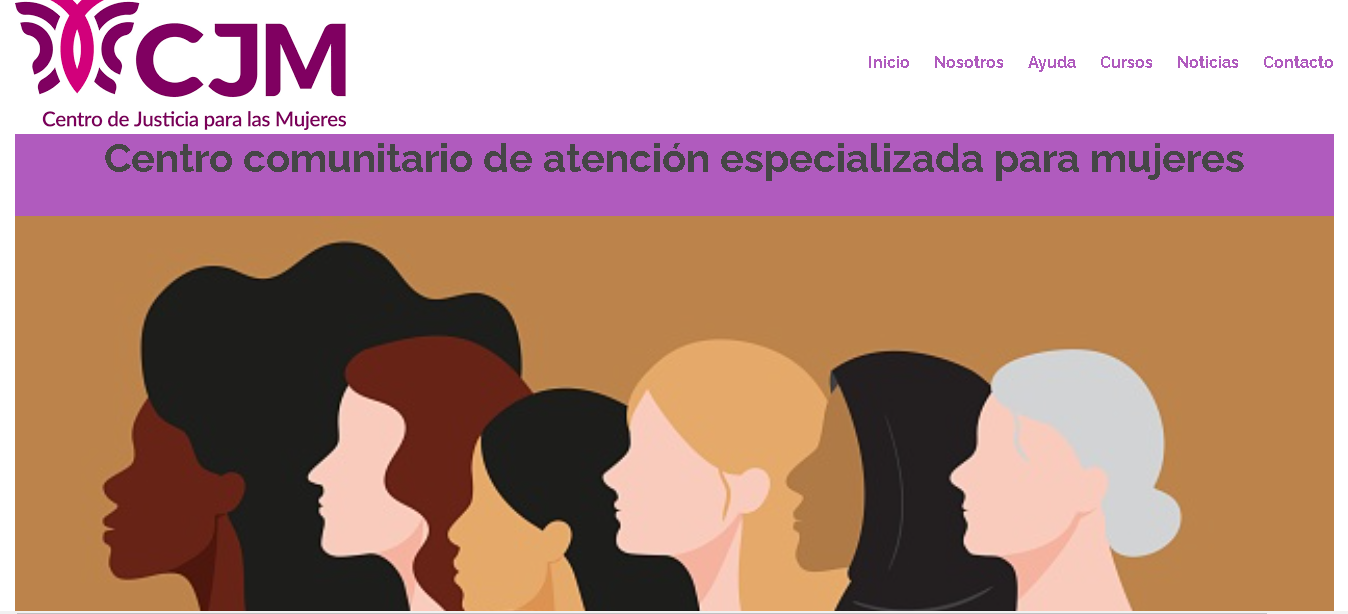 CJM
Centro de Justicia para las Mujeres
Inicio Nosotros Ayuda Cursos Noticias Contacto
Centro comunitario de atención especializada para mujeres